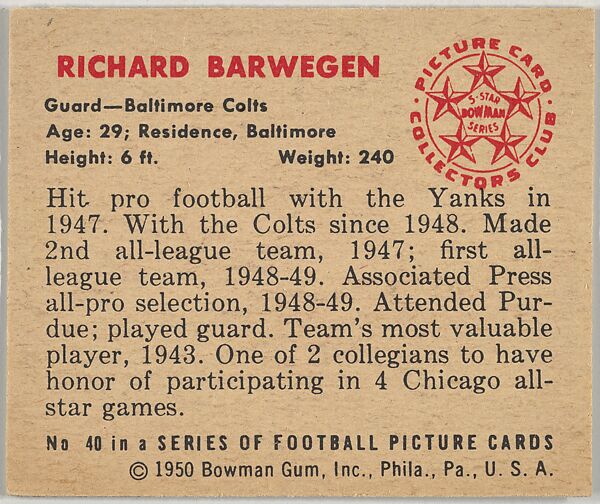 RICHARD BARWEGEN
Guard—Baltimore Colts
Age: 29; Residence, Baltimore
Height: 6 ft. Weight: 240
PICTURE CARD
COLLECTORS CLUB
5-STAR
BOWMAN
SERIES
Hit pro football with the Yanks in
1947. With the Colts since 1948. Made
2nd all-league team, 1947; first all-
league team, 1948-49. Associated Press
all-pro selection, 1948-49. Attended Pur-
due; played guard. Team's most valuable
player, 1943. One of 2 collegians to have
honor of participating in 4 Chicago all-
star games.
No 40 in a SERIES OF FOOTBALL PICTURE CARDS
© 1950 Bowman Gum, Inc., Phila., Pa., U. S. A.